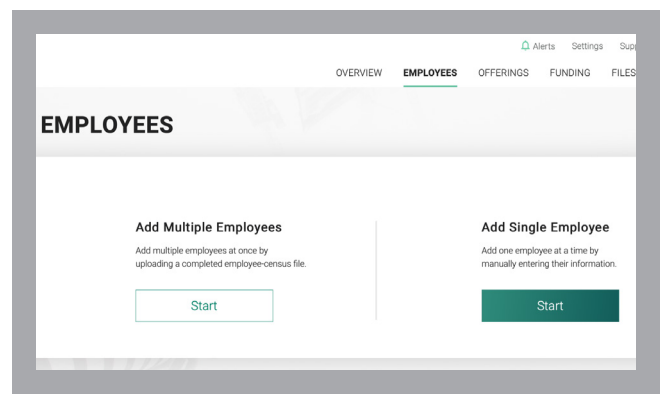 Alerts Settings
OVERVIEW EMPLOYEES OFFERINGS FUNDING FILES
EMPLOYEES
Add Multiple Employees
Add multiple employees at once by
uploading a completed employee-census file.
Start
Add Single Employee
Add one employee at a time by
manually entering their information.
Start